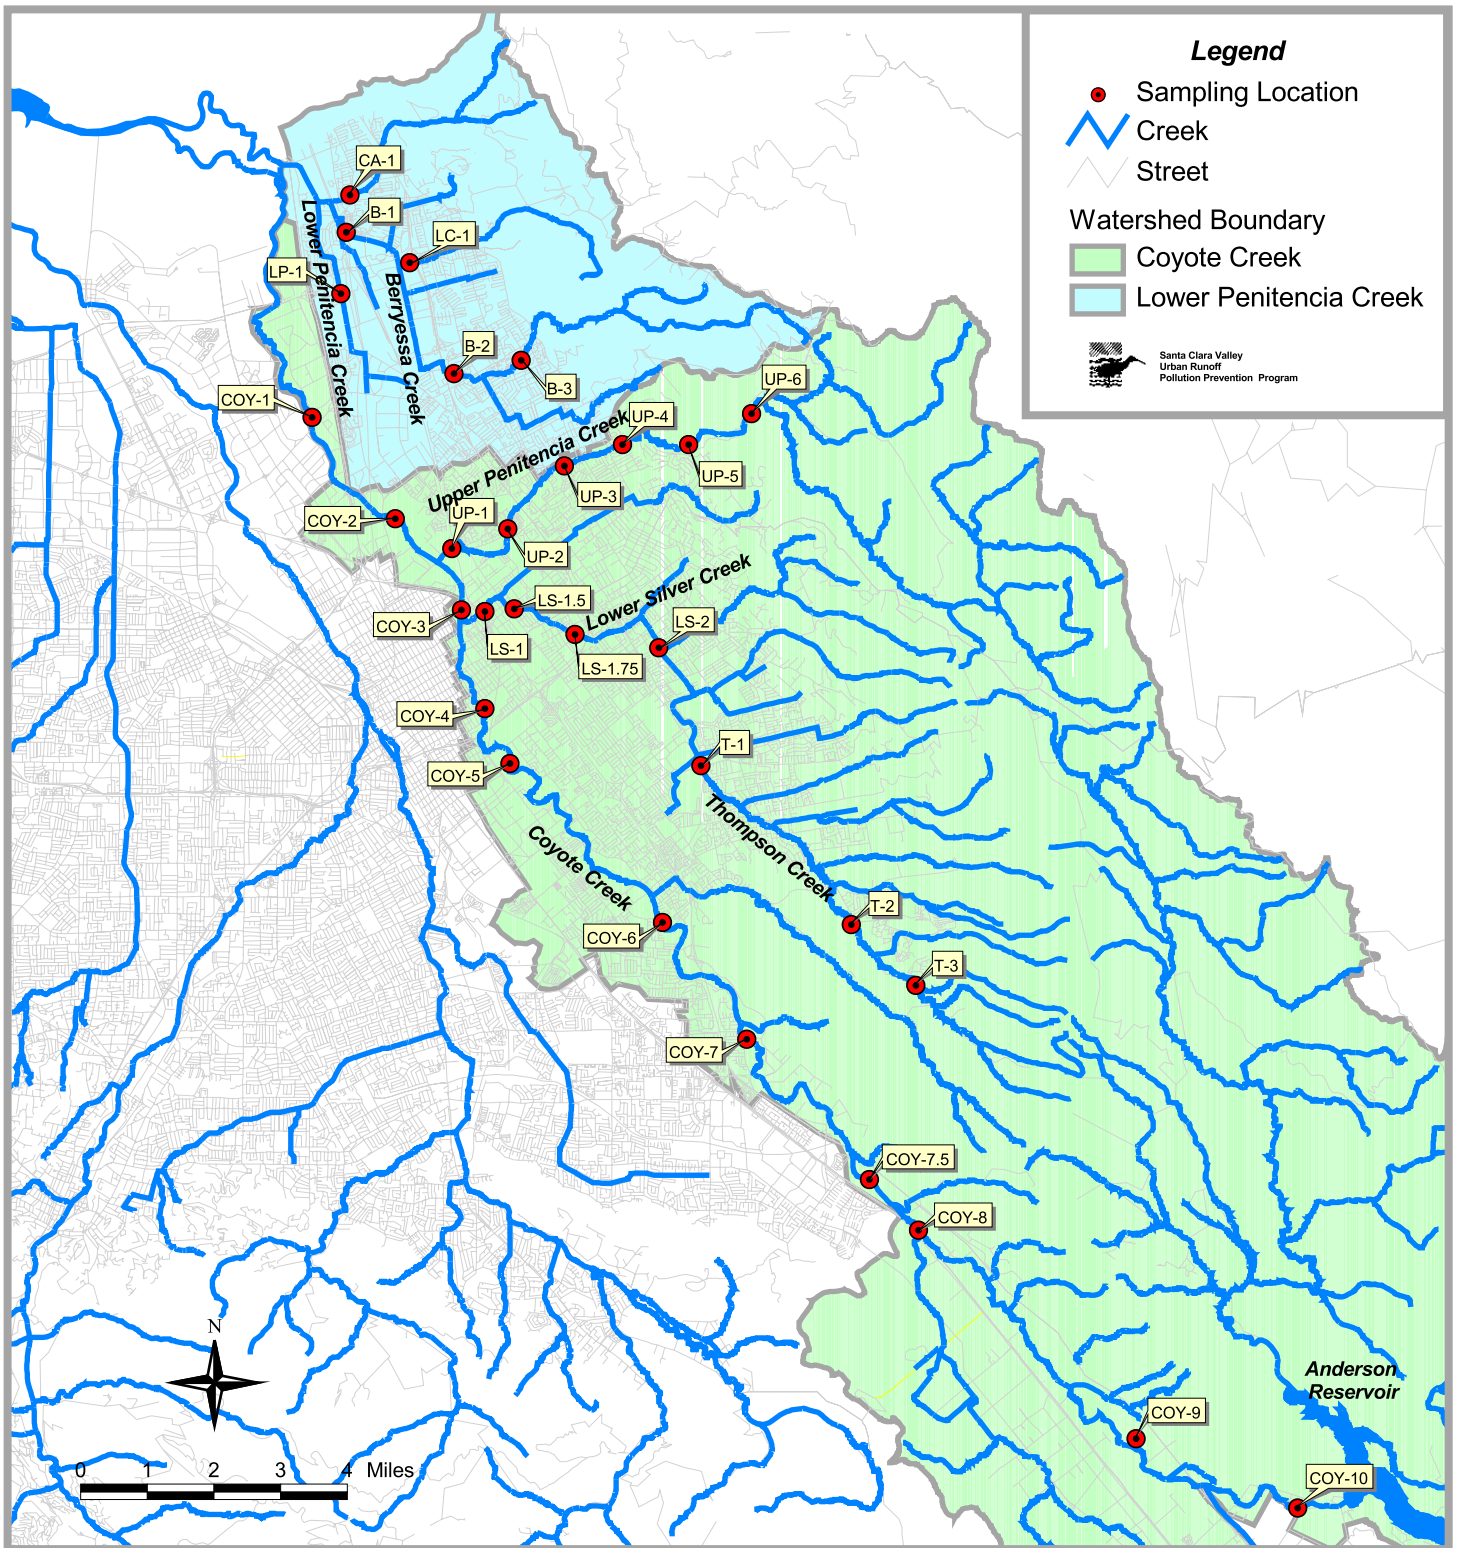 Legend
Sampling Location
Creek
Street
Watershed Boundary
Coyote Creek
Lower Penitencia Creek
Santa Clara Valley
Urban Runoff
Pollution Prevention Program
CA-1
B-1
LC-1
LP-1
Lower Penitencia Creek
Berryessa Creek
B-2
B-3
COY-1
UP-6
UP-4
Upper Penitencia Creek
UP-5
UP-3
COY-2
UP-1
UP-2
LS-1.5
Lower Silver Creek
COY-3
LS-1
LS-2
LS-1.75
COY-4
T-1
COY-5
Thompson Creek
Coyote Creek
T-2
COY-6
T-3
COY-7
COY-7.5
COY-8
N
Anderson
Reservoir
COY-9
COY-10
0 1 2 3 4 Miles